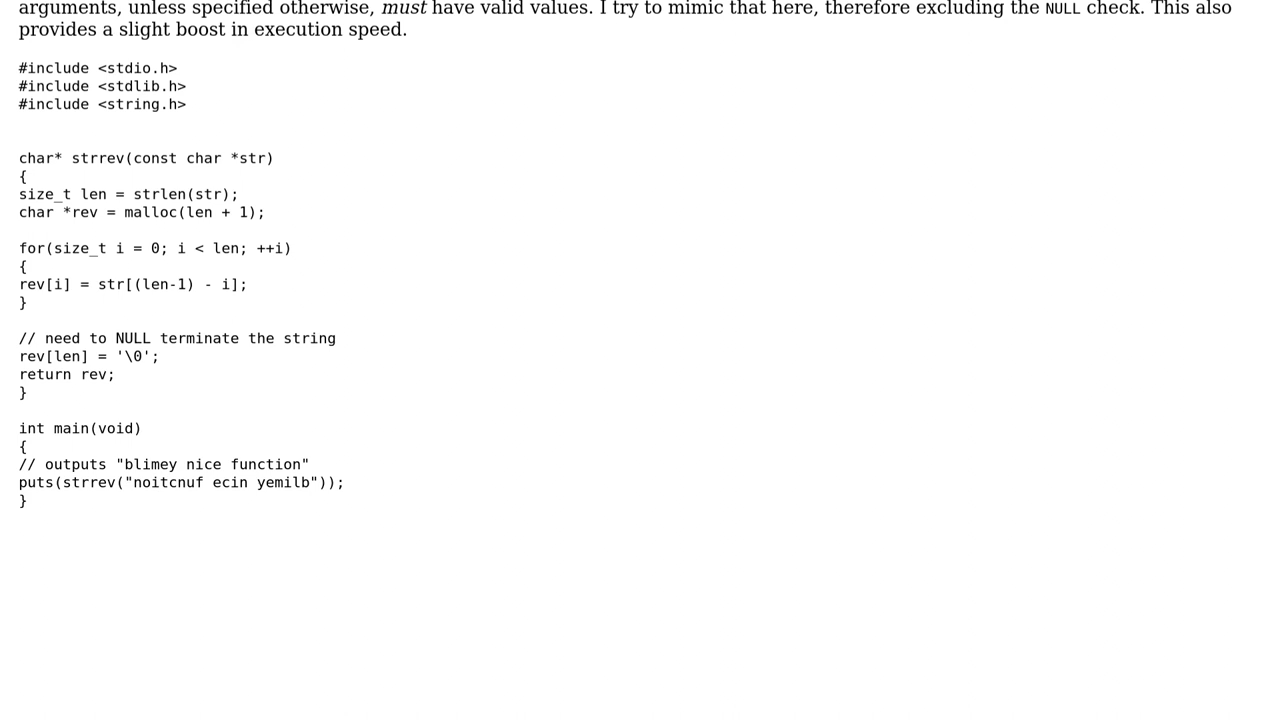 arguments, unless specified otherwise, must have valid values. I try to mimic that here, therefore excluding the NULL check. This also
provides a slight boost in execution speed.
#include <stdio.h>
#include <stdlib.h>
#include <string.h>
char* strrev(const char *str)
{
size_t len = strlen(str);
char *rev = malloc(len + 1);
for(size_t i = 0; i < len; ++i)
{
rev[i] = str[(len-1) - i];
}
// need to NULL terminate the string
rev[len] = '\0';
return rev;
}
int main(void)
{
// outputs "blimey nice function"
puts(strrev("noitcnuf ecin yemilb"));
}